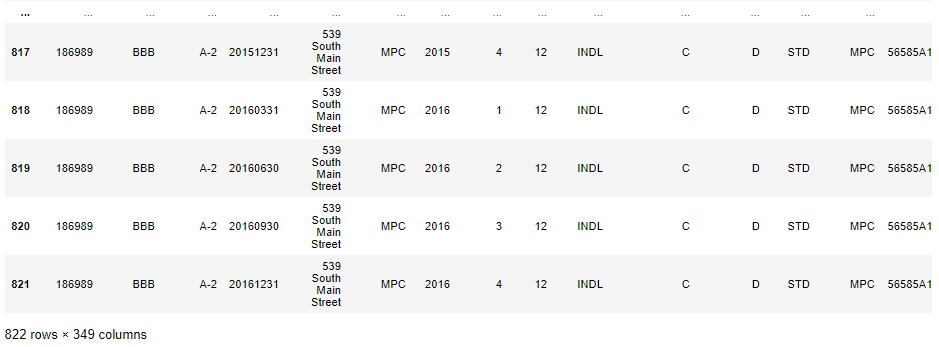 ... ... ... ... ... ... ... ... ... ... ... ... ... ... ...
817 186989 BBB A-2 20151231 539 South Main Street MPC 2015 4 12 INDL C D STD MPC 56585A1
818 186989 BBB A-2 20160331 539 South Main Street MPC 2016 1 12 INDL C D STD MPC 56585A1
819 186989 BBB A-2 20160630 539 South Main Street MPC 2016 2 12 INDL C D STD MPC 56585A1
820 186989 BBB A-2 20160930 539 South Main Street MPC 2016 3 12 INDL C D STD MPC 56585A1
821 186989 BBB A-2 20161231 539 South Main Street MPC 2016 4 12 INDL C D STD MPC 56585A1
822 rows × 349 columns